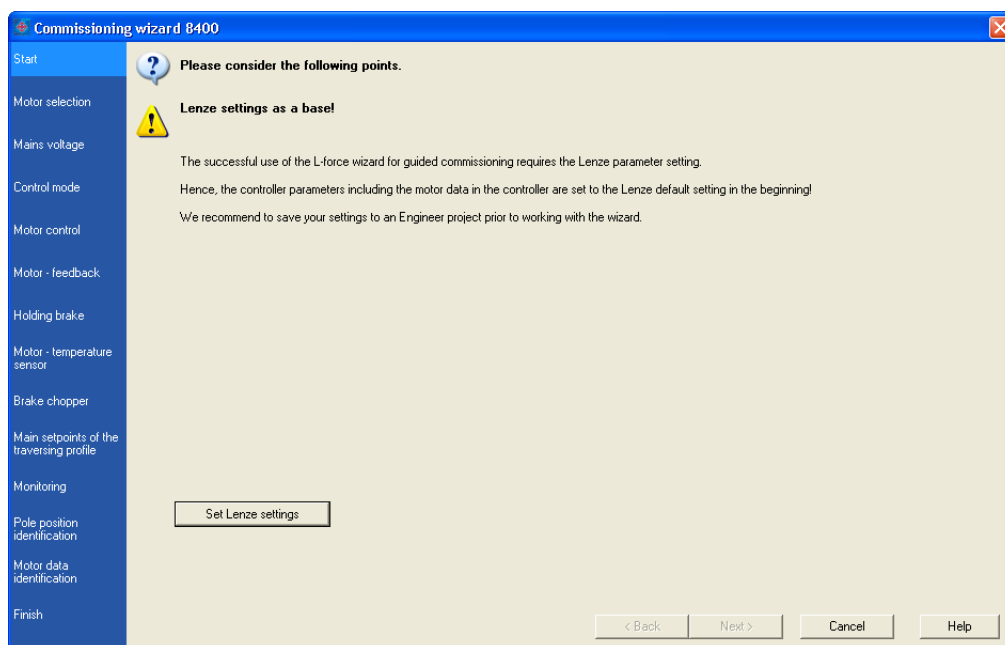 Commissioning wizard 8400
Start
Motor selection
Mains voltage
Control mode
Motor control
Motor - feedback
Holding brake
Motor - temperature
sensor
Brake chopper
Main setpoints of the
traversing profile
Monitoring
Pole position
identification
Motor data
identification
Finish
Please consider the following points.
Lenze settings as a base!
The successful use of the L-force wizard for guided commissioning requires the Lenze parameter setting.
Hence, the controller parameters including the motor data in the controller are set to the Lenze default setting in the beginning!
We recommend to save your settings to an Engineer project prior to working with the wizard.
Set Lenze settings
< Back
Next >
Cancel
Help